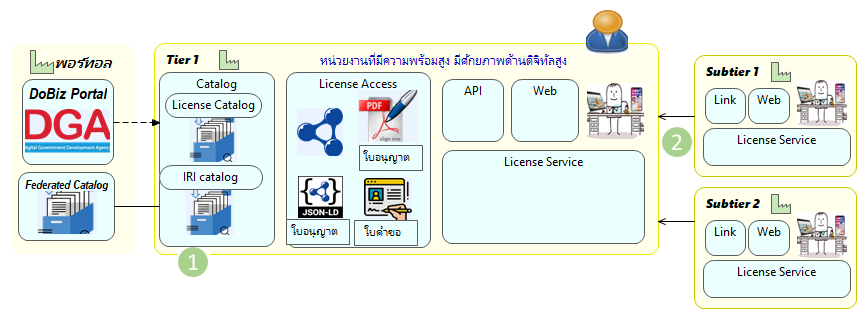 พอร์ทอล
DoBiz Portal
DGA
Digital Government Development Agency
Federated Catalog
Tier 1
หน่วยงานที่มีความพร้อมสูง มีศักยภาพด้านดิจิทัลสูง
Catalog
License Catalog
IRI catalog
1
License Access
PDF
sign me
ใบอนุญาต
JSON-LD
ใบอนุญาต
ใบคำขอ
API
Web
License Service
2
Subtier 1
Link
Web
License Service
Subtier 2
Link
Web
License Service